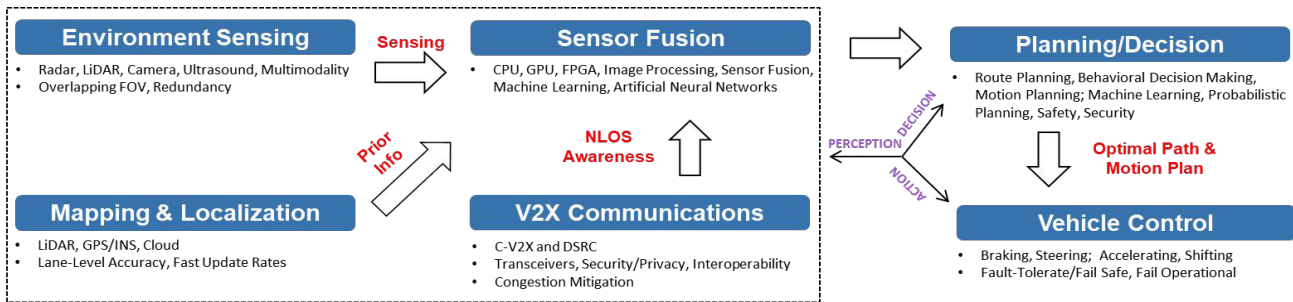 Environment Sensing
• Radar, LiDAR, Camera, Ultrasound, Multimodality
• Overlapping FOV, Redundancy
Sensing
Sensor Fusion
• CPU, GPU, FPGA, Image Processing, Sensor Fusion,
Machine Learning, Artificial Neural Networks
Planning/Decision
• Route Planning, Behavioral Decision Making,
Motion Planning; Machine Learning, Probabilistic
Planning, Safety, Security
Prior
Info
NLOS
Awareness
PERCEPTION
DECISION
ACTION
Optimal Path &
Motion Plan
Mapping & Localization
• LiDAR, GPS/INS, Cloud
• Lane-Level Accuracy, Fast Update Rates
V2X Communications
• C-V2X and DSRC
• Transceivers, Security/Privacy, Interoperability
• Congestion Mitigation
Vehicle Control
• Braking, Steering; Accelerating, Shifting
• Fault-Tolerate/Fail Safe, Fail Operational